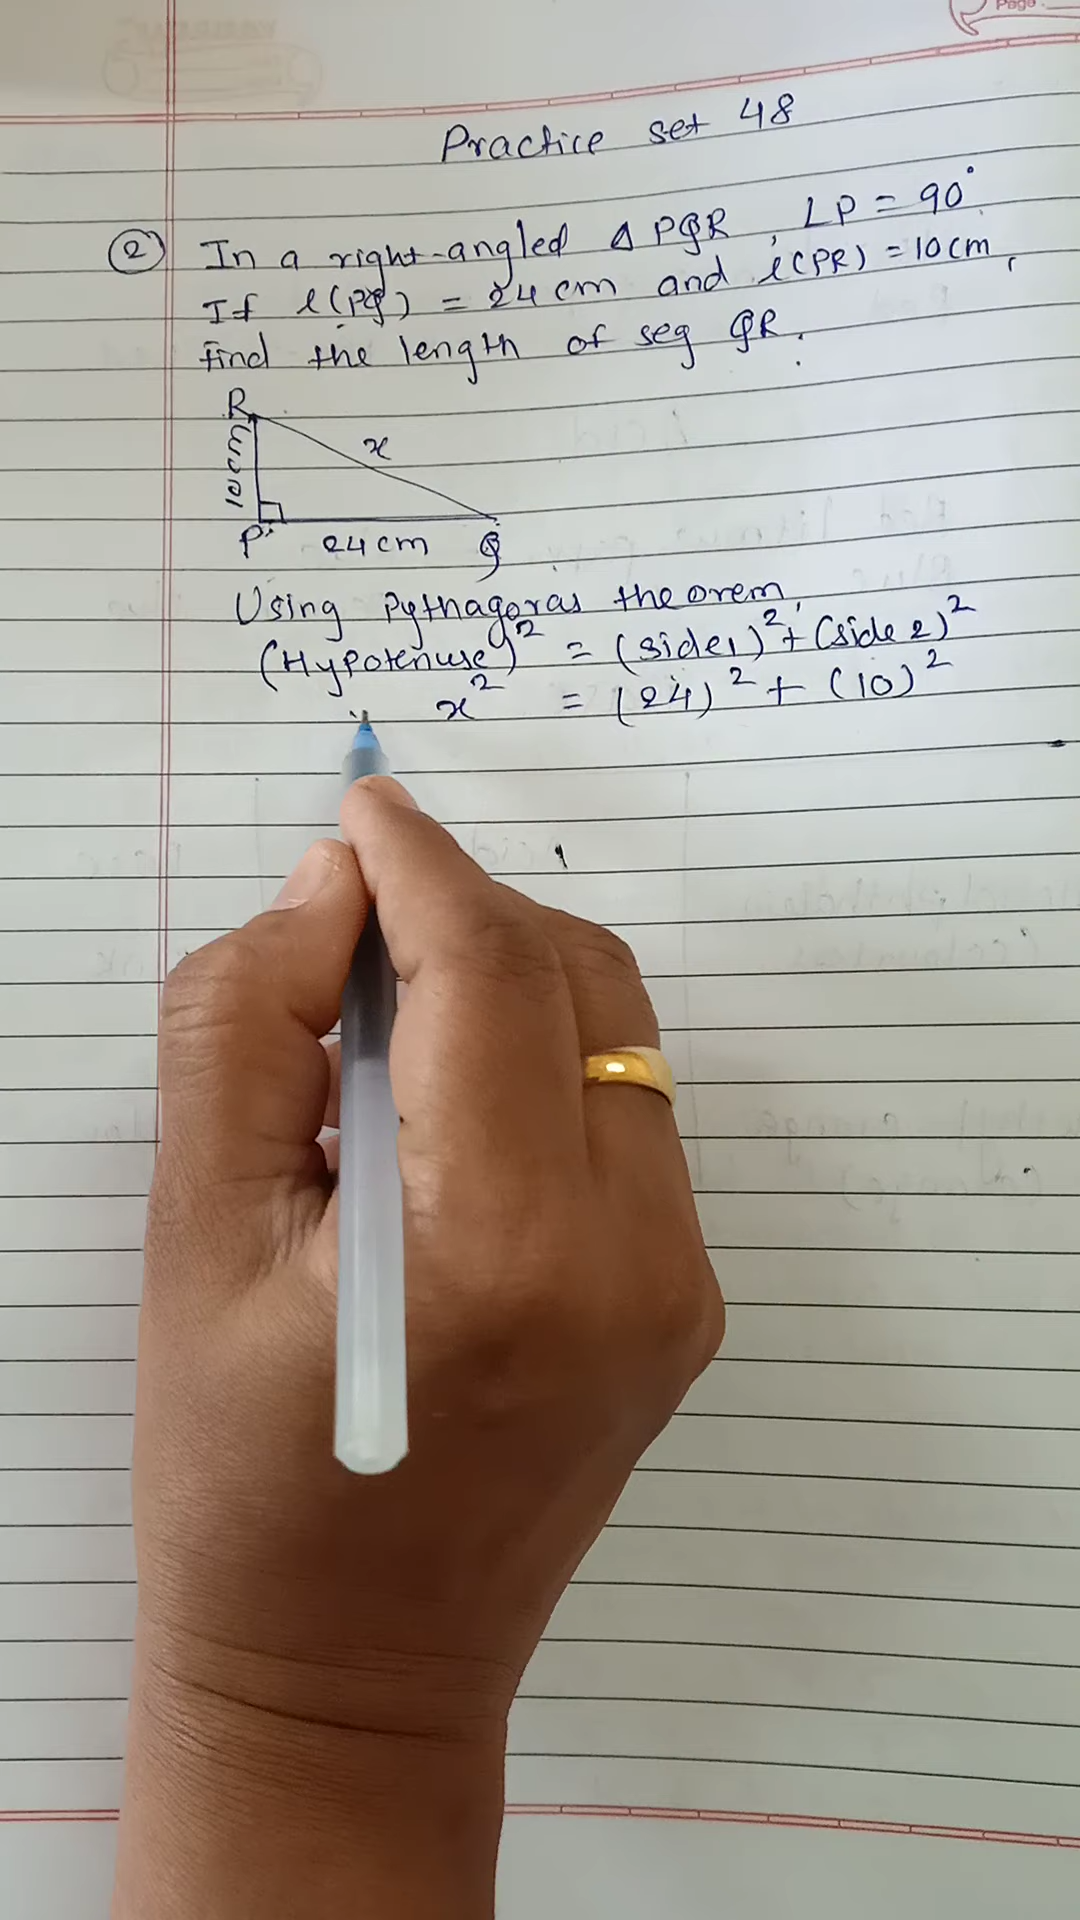 Page
Practice set 48
(2) In a right-angled △ PQR, ∠P = 90°.
If l(PQ) = 24 cm and l(PR) = 10 cm,
find the length of seg QR.
R
10 cm
x
P
24 cm
Q
Using Pythagoras theorem,
(Hypotenuse)² = (side1)² + (side 2)²
x² = (24)² + (10)²